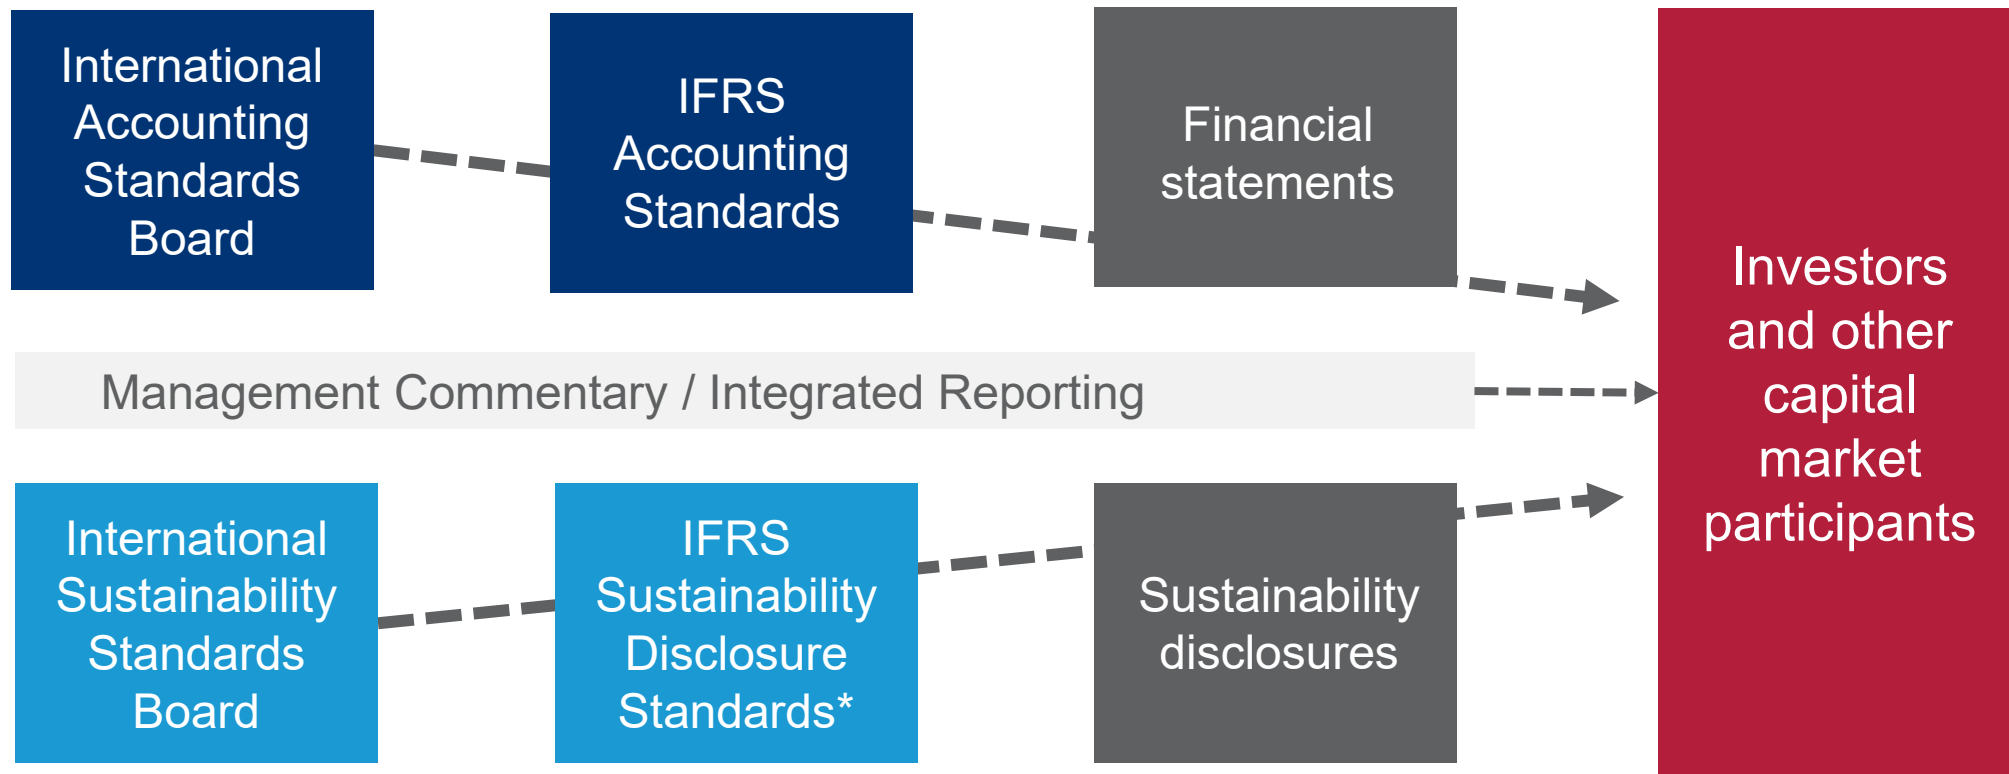 International
Accounting
Standards
Board
IFRS
Accounting
Standards
Financial
statements
Management Commentary / Integrated Reporting
International
Sustainability
Standards
Board
IFRS
Sustainability
Disclosure
Standards*
Sustainability
disclosures
Investors
and other
capital
market
participants